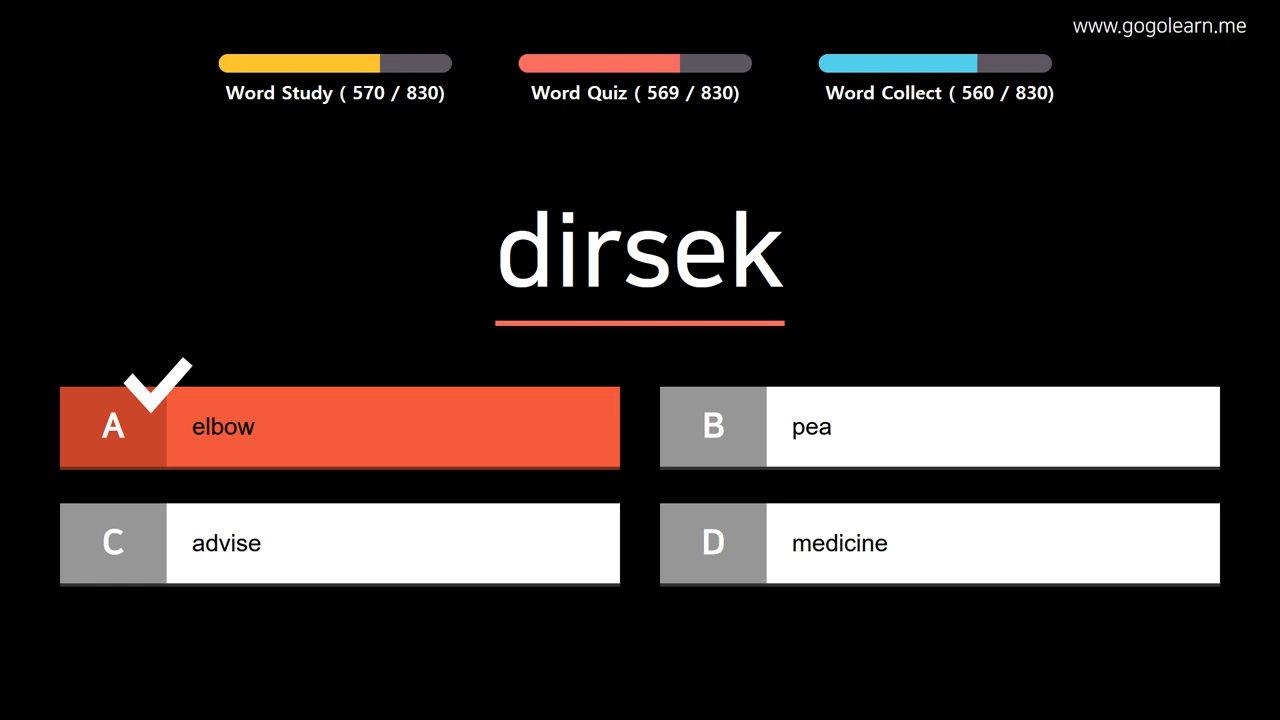 www.gogolearn.me
Word Study ( 570 / 830)
Word Quiz ( 569 / 830)
Word Collect ( 560 / 830)
dirsek
A elbow
B pea
C advise
D medicine